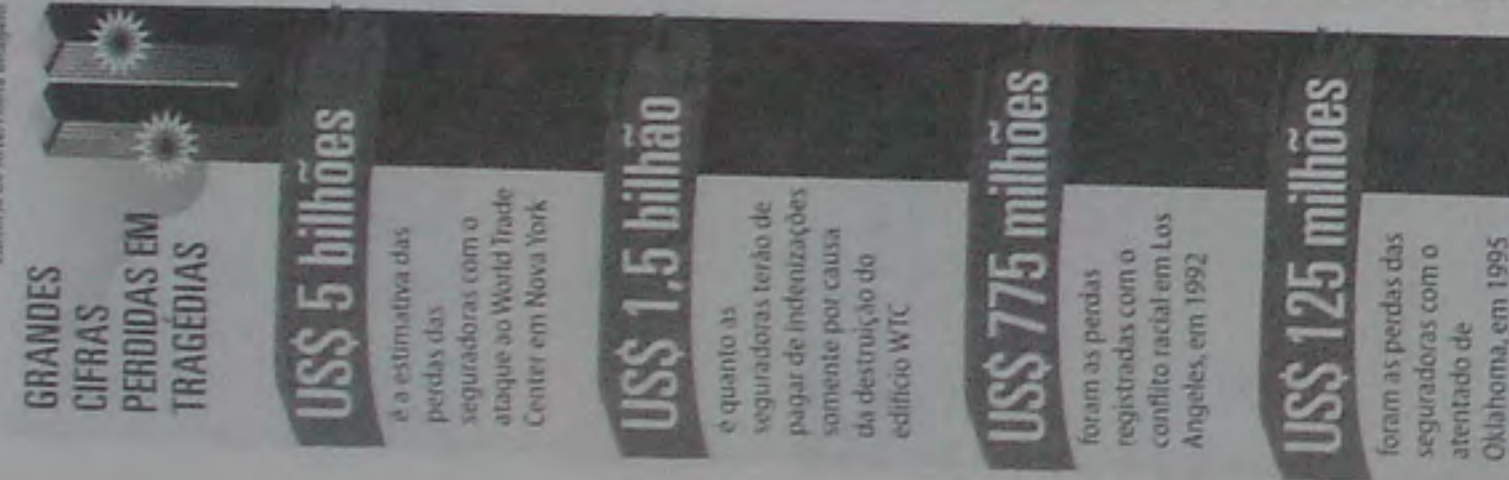 GRANDES
CIFRAS
PERDIDAS EM
TRAGÉDIAS
US$ 5 bilhões
é a estimativa das
perdas das
seguradoras com o
ataque ao World Trade
Center em Nova York
US$ 1,5 bilhão
é quanto as
seguradoras terão de
pagar de indenizações
somente por causa
da destruição do
edifício WTC
US$ 775 milhões
foram as perdas
registradas com o
conflito racial em Los
Angeles, em 1992
US$ 125 milhões
foram as perdas das
seguradoras com o
atentado de
Oklahoma, em 1995